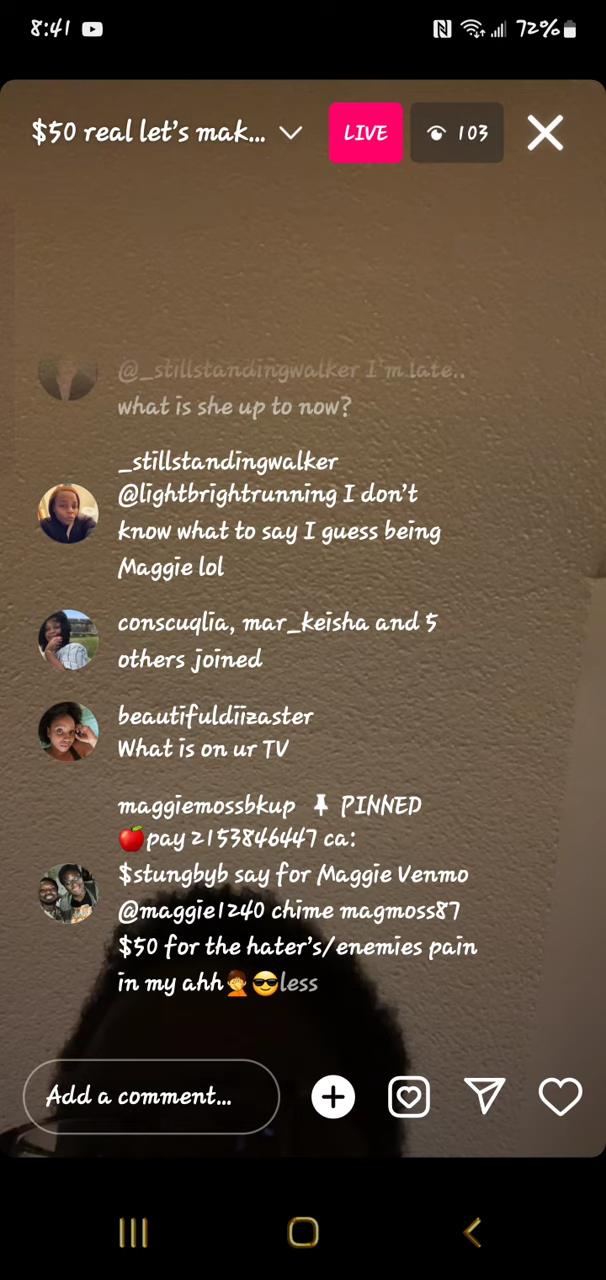 8:41
72%
$50 real let's mak...
LIVE
103
@_stillstandingwalker I'm late..
what is she up to now?
_stillstandingwalker
@lightbrightrunning I don't
know what to say I guess being
Maggie lol
conscuqlia, mar_keisha and 5
others joined
beautifuldiizaster
What is on ur TV
maggiemossbkup 📌 PINNED
🍎pay 2153846447 ca:
$stungbyb say for Maggie Venmo
@maggie1240 chime magmoss87
$50 for the hater's/enemies pain
in my ahh🤦😎less
Add a comment...